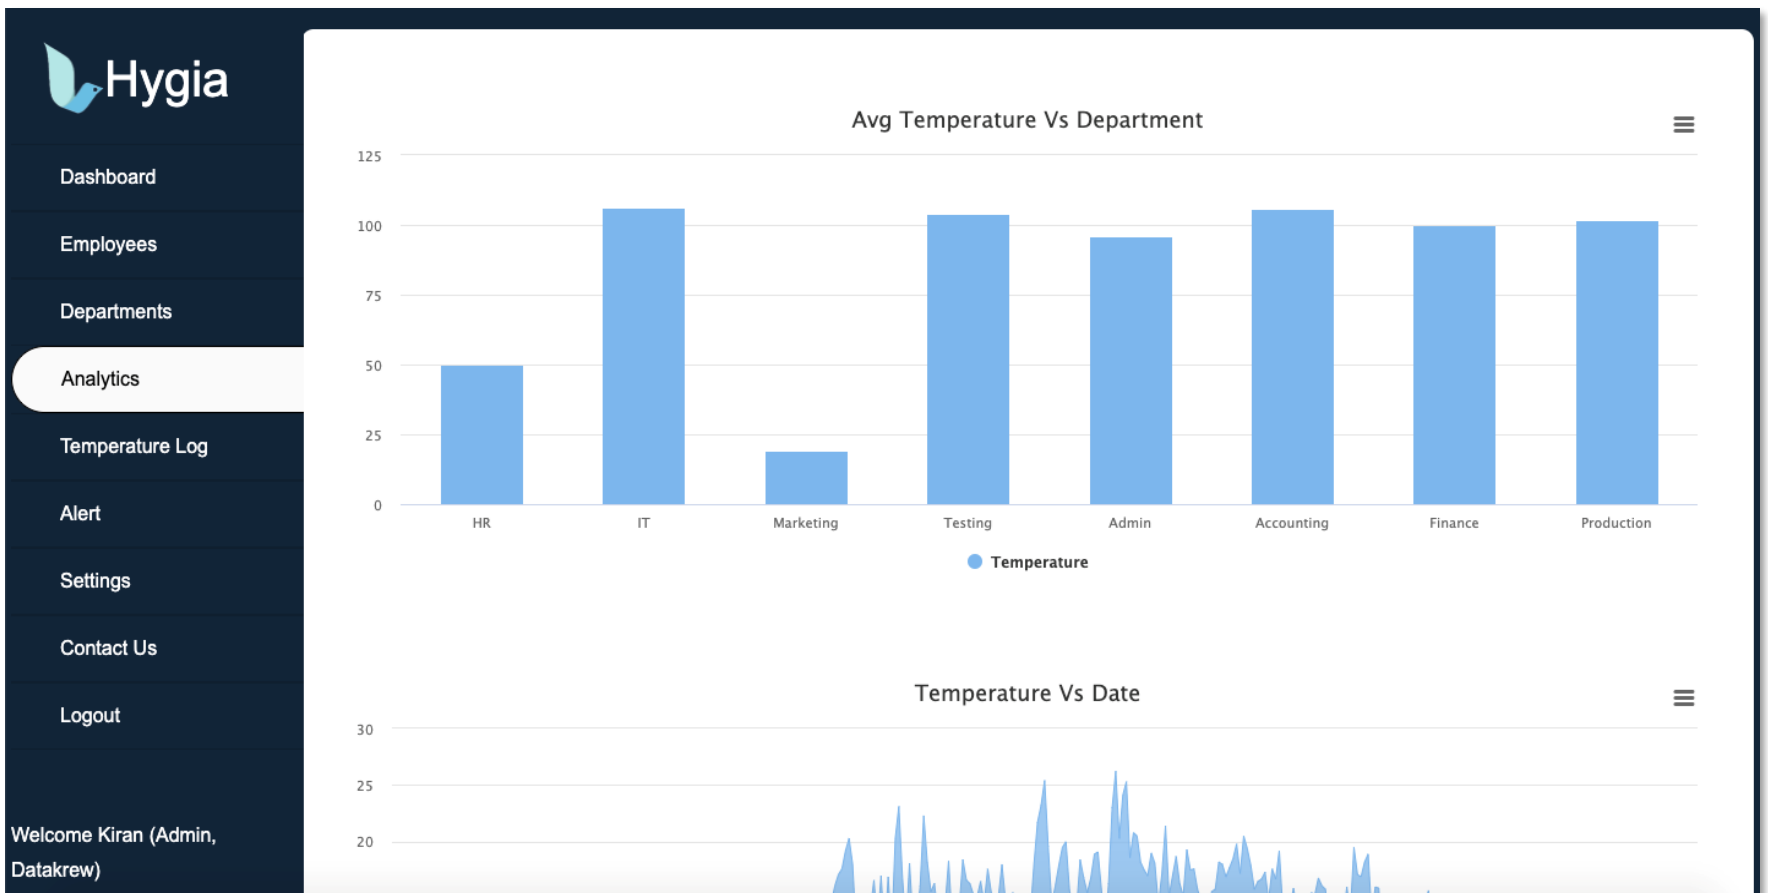 Hygia
Dashboard
Employees
Departments
Analytics
Temperature Log
Alert
Settings
Contact Us
Logout
Welcome Kiran (Admin,
Datakrew)
Avg Temperature Vs Department
125
100
75
50
25
0
HR IT Marketing Testing Admin Accounting Finance Production
Temperature
Temperature Vs Date
30
25
20